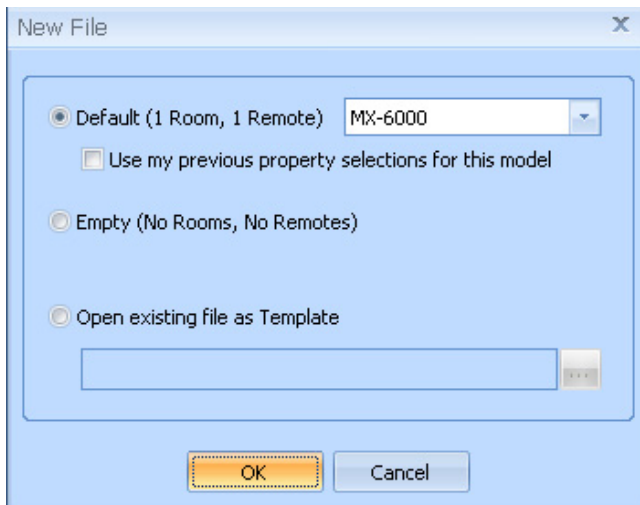 New File
Default (1 Room, 1 Remote) MX-6000
Use my previous property selections for this model
Empty (No Rooms, No Remotes)
Open existing file as Template
...
OK Cancel